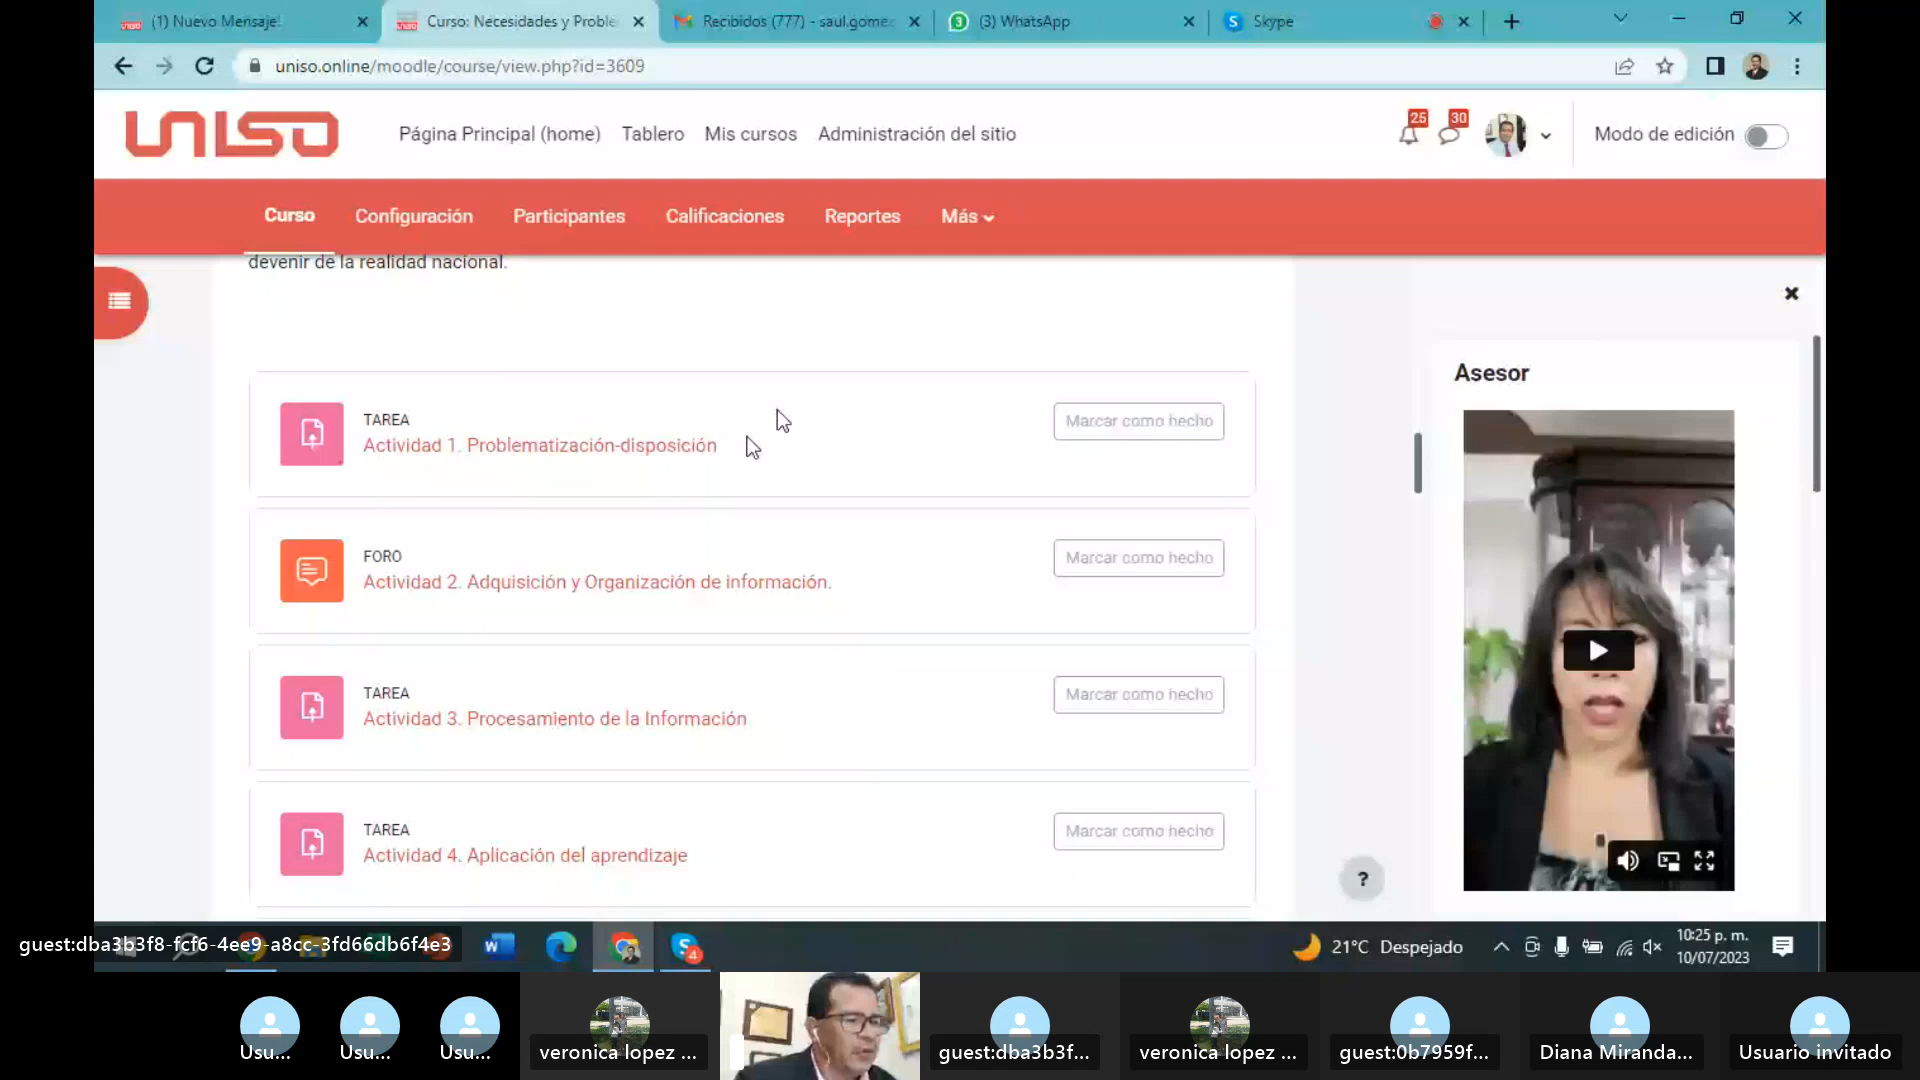 (1) Nuevo Mensaje!
Curso: Necesidades y Proble
Recibidos (777) - saul.gomez
3
(3) WhatsApp
Skype
uniso.online/moodle/course/view.php?id=3609
UNISO
Página Principal (home)
Tablero
Mis cursos
Administración del sitio
25
30
Modo de edición
Curso
Configuración
Participantes
Calificaciones
Reportes
Más
devenir de la realidad nacional.
TAREA
Marcar como hecho
Actividad 1. Problematización-disposición
FORO
Marcar como hecho
Actividad 2. Adquisición y Organización de información.
TAREA
Marcar como hecho
Actividad 3. Procesamiento de la Información
TAREA
Marcar como hecho
Actividad 4. Aplicación del aprendizaje
Asesor
?
guest:dba3b3f8-fcf6-4ee9-a8cc-3fd66db6f4e3
4
21°C Despejado
10:25 p. m.
10/07/2023
Usu...
Usu...
Usu...
veronica lopez ...
guest:dba3b3f...
veronica lopez ...
guest:0b7959f...
Diana Miranda...
Usuario invitado